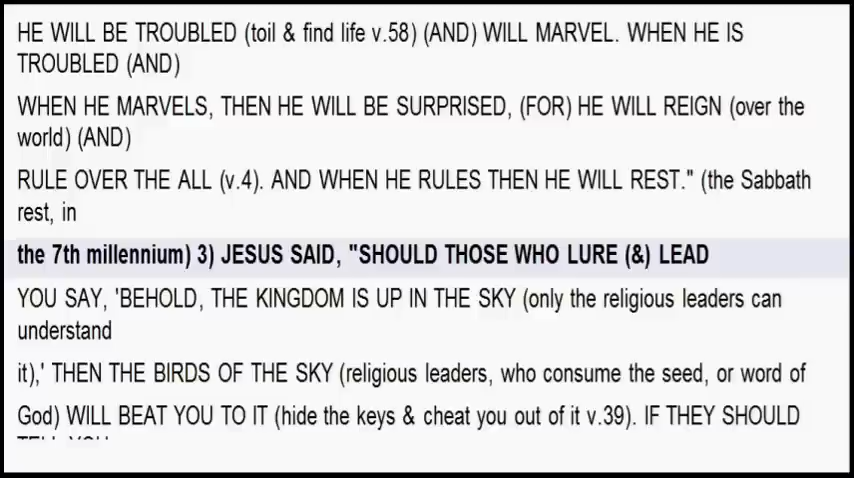 HE WILL BE TROUBLED (toil & find life v.58) (AND) WILL MARVEL. WHEN HE IS
TROUBLED (AND)
WHEN HE MARVELS, THEN HE WILL BE SURPRISED, (FOR) HE WILL REIGN (over the
world) (AND)
RULE OVER THE ALL (v.4). AND WHEN HE RULES THEN HE WILL REST." (the Sabbath
rest, in
the 7th millennium) 3) JESUS SAID, "SHOULD THOSE WHO LURE (&) LEAD
YOU SAY, 'BEHOLD, THE KINGDOM IS UP IN THE SKY (only the religious leaders can
understand
it),' THEN THE BIRDS OF THE SKY (religious leaders, who consume the seed, or word of
God) WILL BEAT YOU TO IT (hide the keys & cheat you out of it v.39). IF THEY SHOULD